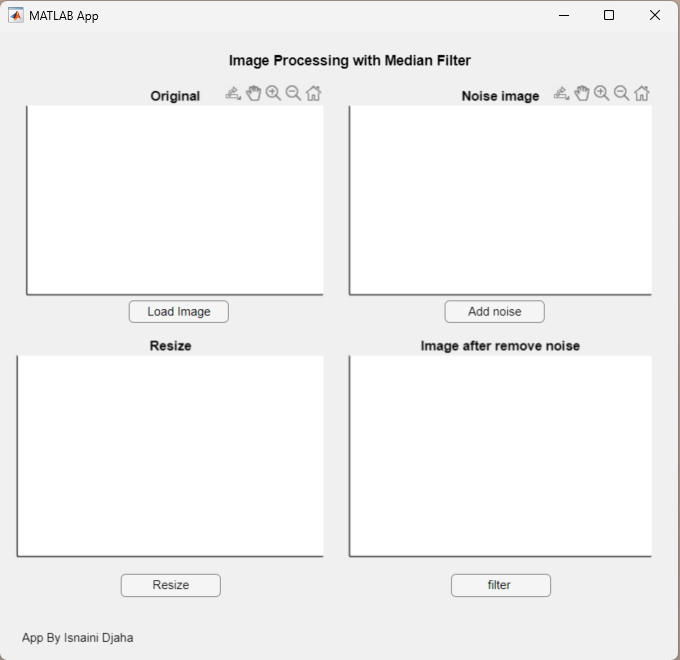 MATLAB App
Image Processing with Median Filter
Original
Noise image
Load Image
Add noise
Resize
Image after remove noise
Resize
filter
App By Isnaini Djaha